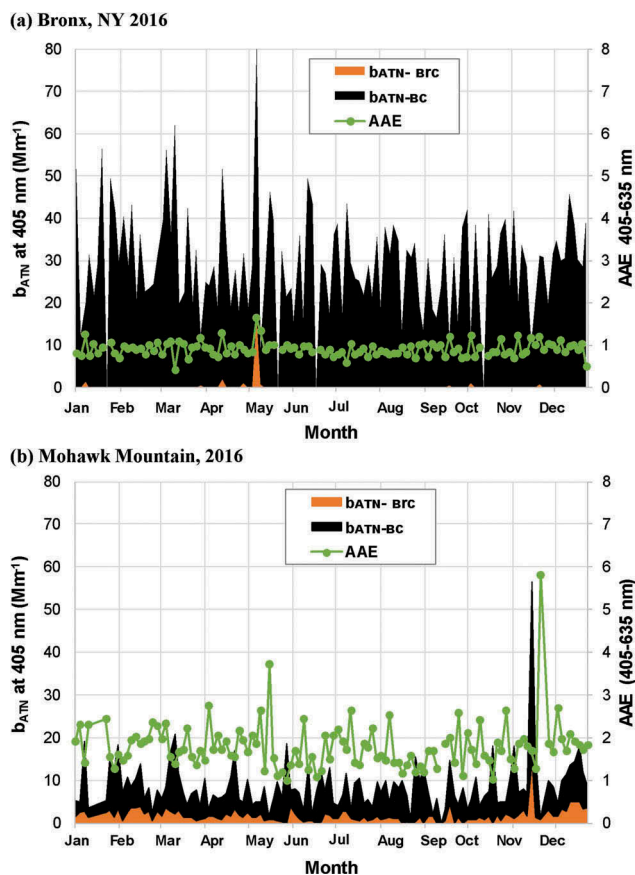 (a) Bronx, NY 2016
80
70
60
50
40
30
20
10
0
bATN at 405 nm (Mm-1)
bATN- Brc
bATN-BC
AAE
8
7
6
5
4
3
2
1
0
AAE 405-635 nm
Jan Feb Mar Apr May Jun Jul Aug Sep Oct Nov Dec
Month
(b) Mohawk Mountain, 2016
80
70
60
50
40
30
20
10
0
bATN at 405 nm (Mm-1)
bATN- Brc
bATN-BC
AAE
8
7
6
5
4
3
2
1
0
AAE (405-635 nm)
Jan Feb Mar Apr May Jun Jul Aug Sep Oct Nov Dec
Month